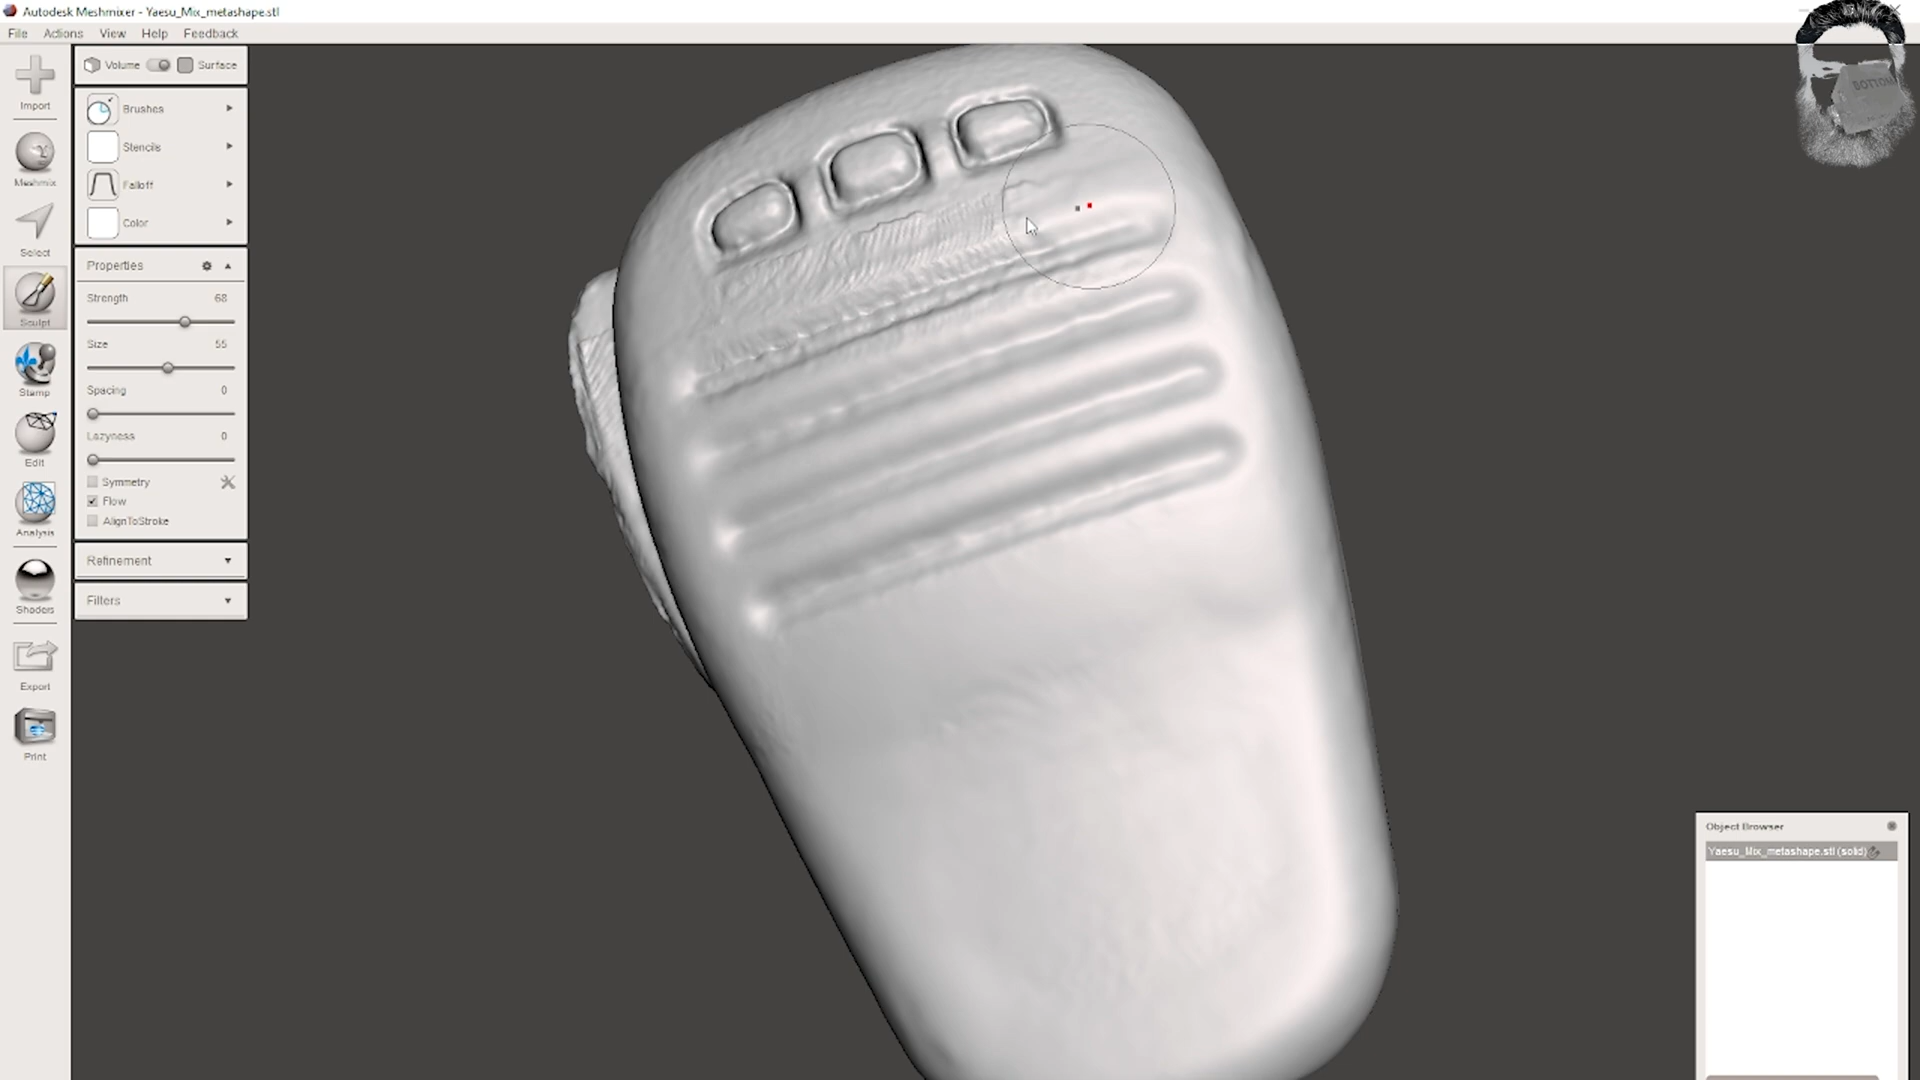 Autodesk Meshmixer - Yaesu_Mix_metashape.stl
File Actions View Help Feedback
Import
Meshmix
Select
Sculpt
Stamp
Edit
Analysis
Shaders
Export
Print
Volume Surface
Brushes
Stencils
Falloff
Color
Properties
Strength 68
Size 55
Spacing 0
Lazyness 0
Symmetry
Flow
AlignToStroke
Refinement
Filters
BOTTOM
Object Browser
Yaesu_Mix_metashape.stl (solid)